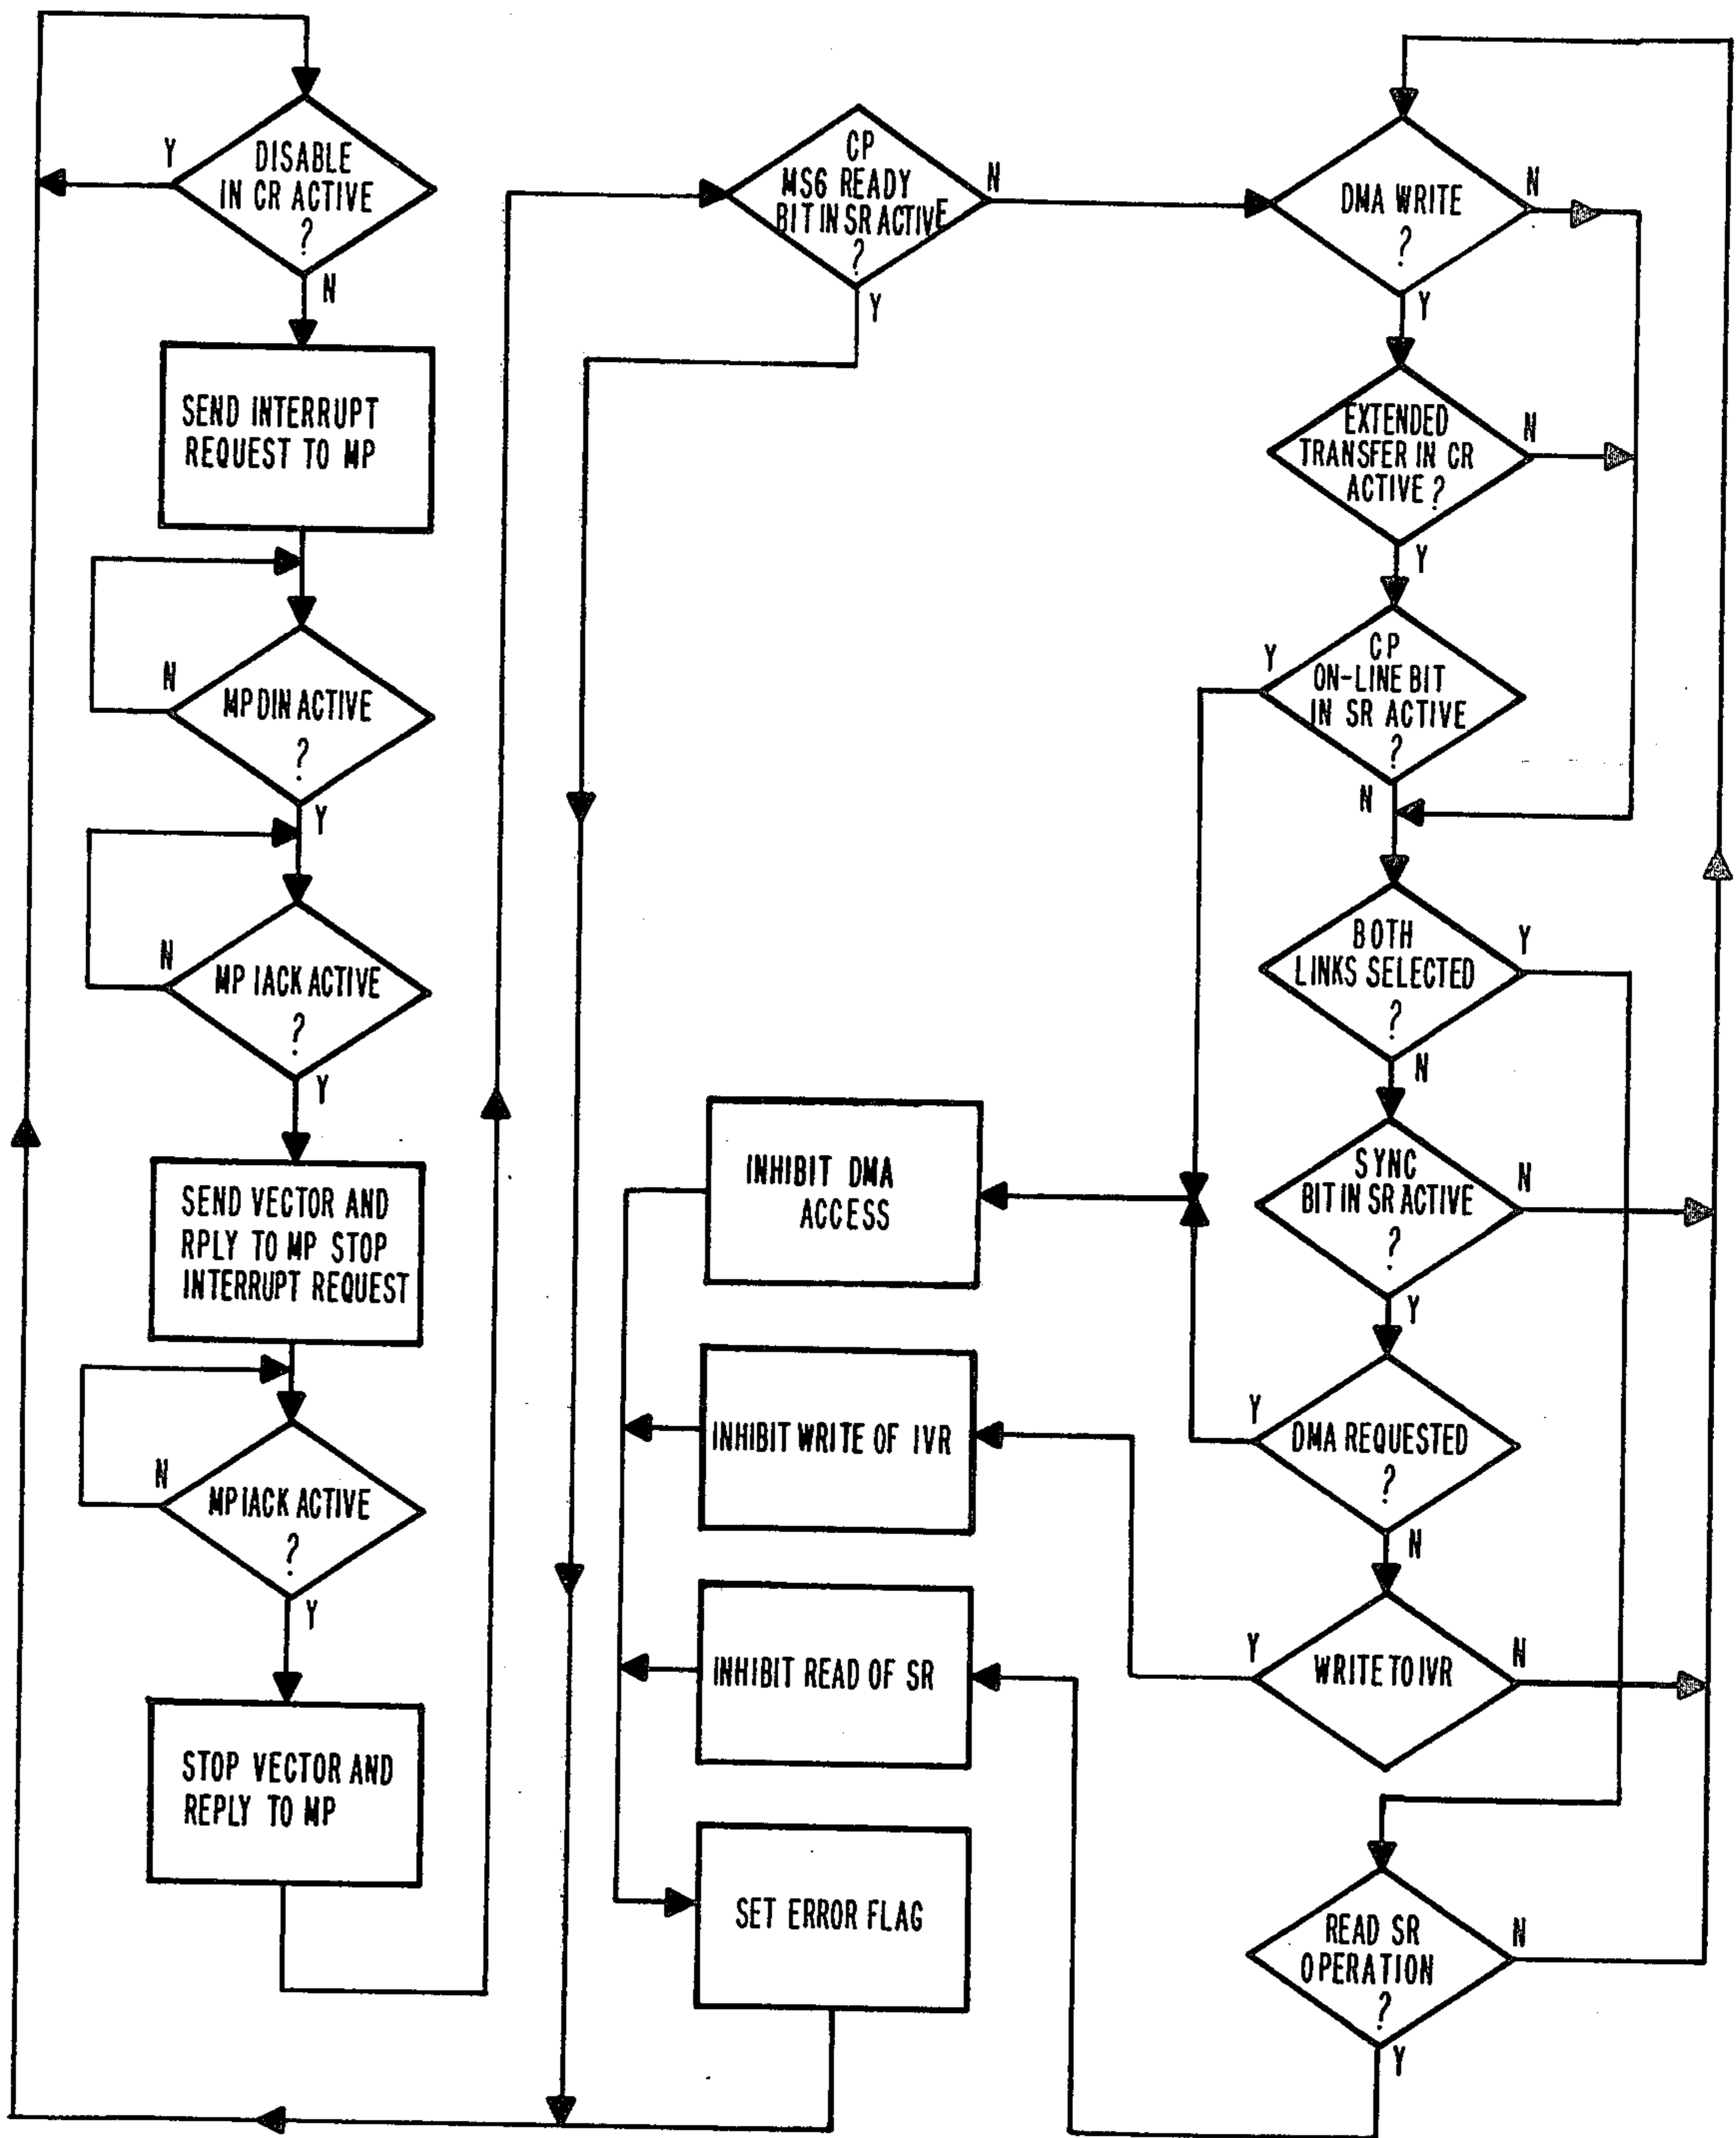 DISABLE
IN CR ACTIVE
?
Y
N
SEND INTERRUPT
REQUEST TO MP
MP DIN ACTIVE
?
N
Y
MP IACK ACTIVE
?
N
Y
SEND VECTOR AND
RPLY TO MP STOP
INTERRUPT REQUEST
MP IACK ACTIVE
?
N
Y
STOP VECTOR AND
REPLY TO MP
CP
MS6 READY
BIT IN SR ACTIVE
?
N
Y
INHIBIT DMA
ACCESS
INHIBIT WRITE OF IVR
INHIBIT READ OF SR
SET ERROR FLAG
DMA WRITE
?
N
Y
EXTENDED
TRANSFER IN CR
ACTIVE ?
N
Y
CP
ON-LINE BIT
IN SR ACTIVE
?
Y
N
BOTH
LINKS SELECTED
?
Y
N
SYNC
BIT IN SR ACTIVE
?
N
Y
DMA REQUESTED
?
Y
N
WRITE TO IVR
Y
N
READ SR
OPERATION
?
N
Y